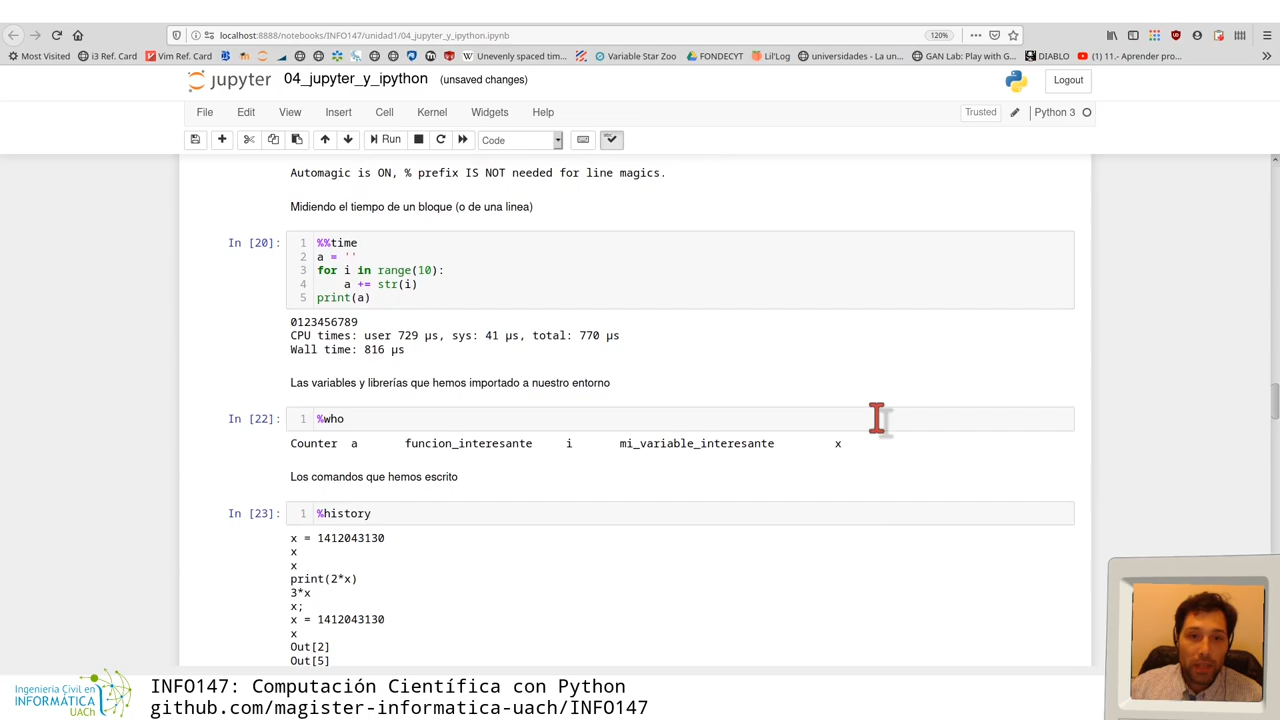 localhost:8888/notebooks/INFO147/unidad1/04_jupyter_y_ipython.ipynb
120%
Most Visited i3 Ref. Card Vim Ref. Card Unevenly spaced tim… Variable Star Zoo FONDECYT Lil'Log universidades - La un… GAN Lab: Play with G… DIABLO (1) 11.- Aprender pro…
jupyter 04_jupyter_y_ipython (unsaved changes) Logout
File Edit View Insert Cell Kernel Widgets Help Trusted Python 3
Run Code
Automagic is ON, % prefix IS NOT needed for line magics.
Midiendo el tiempo de un bloque (o de una linea)
In [20]: 1 %%time
2 a = ''
3 for i in range(10):
4 a += str(i)
5 print(a)
0123456789
CPU times: user 729 µs, sys: 41 µs, total: 770 µs
Wall time: 816 µs
Las variables y librerías que hemos importado a nuestro entorno
In [22]: 1 %who
Counter a funcion_interesante i mi_variable_interesante x
Los comandos que hemos escrito
In [23]: 1 %history
x = 1412043130
x
x
print(2*x)
3*x
x;
x = 1412043130
x
Out[2]
Out[5]
Ingeniería Civil en
INFORMÁTICA
UACh
INFO147: Computación Científica con Python
github.com/magister-informatica-uach/INFO147